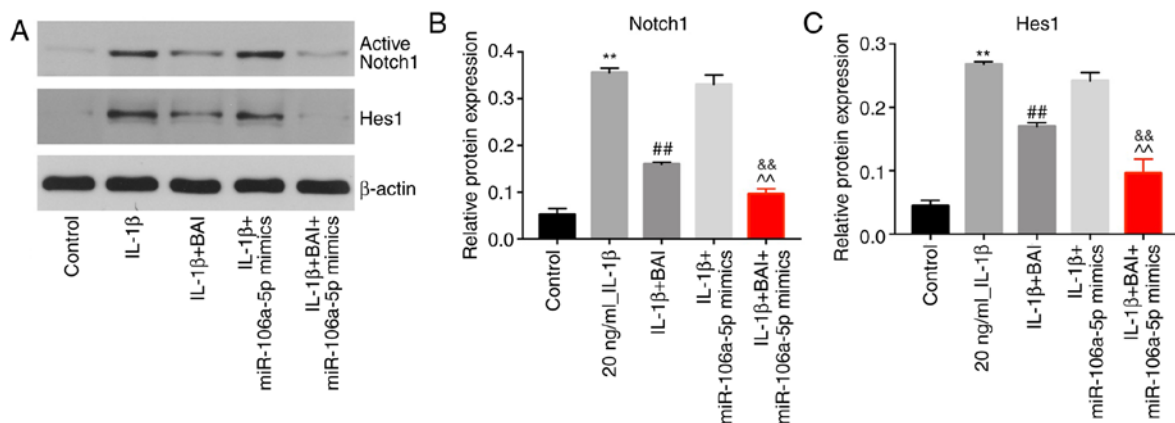 A
Active
Notch1
Hes1
β-actin
Control
IL-1β
IL-1β+BAI
IL-1β+
miR-106a-5p mimics
IL-1β+BAI+
miR-106a-5p mimics
B
Notch1
Relative protein expression
0.4
0.3
0.2
0.1
0.0
**
##
&&
^^
Control
20 ng/ml_IL-1β
IL-1β+BAI
IL-1β+
miR-106a-5p mimics
IL-1β+BAI+
miR-106a-5p mimics
C
Hes1
Relative protein expression
0.3
0.2
0.1
0.0
**
##
&&
^^
Control
20 ng/ml_IL-1β
IL-1β+BAI
IL-1β+
miR-106a-5p mimics
IL-1β+BAI+
miR-106a-5p mimics